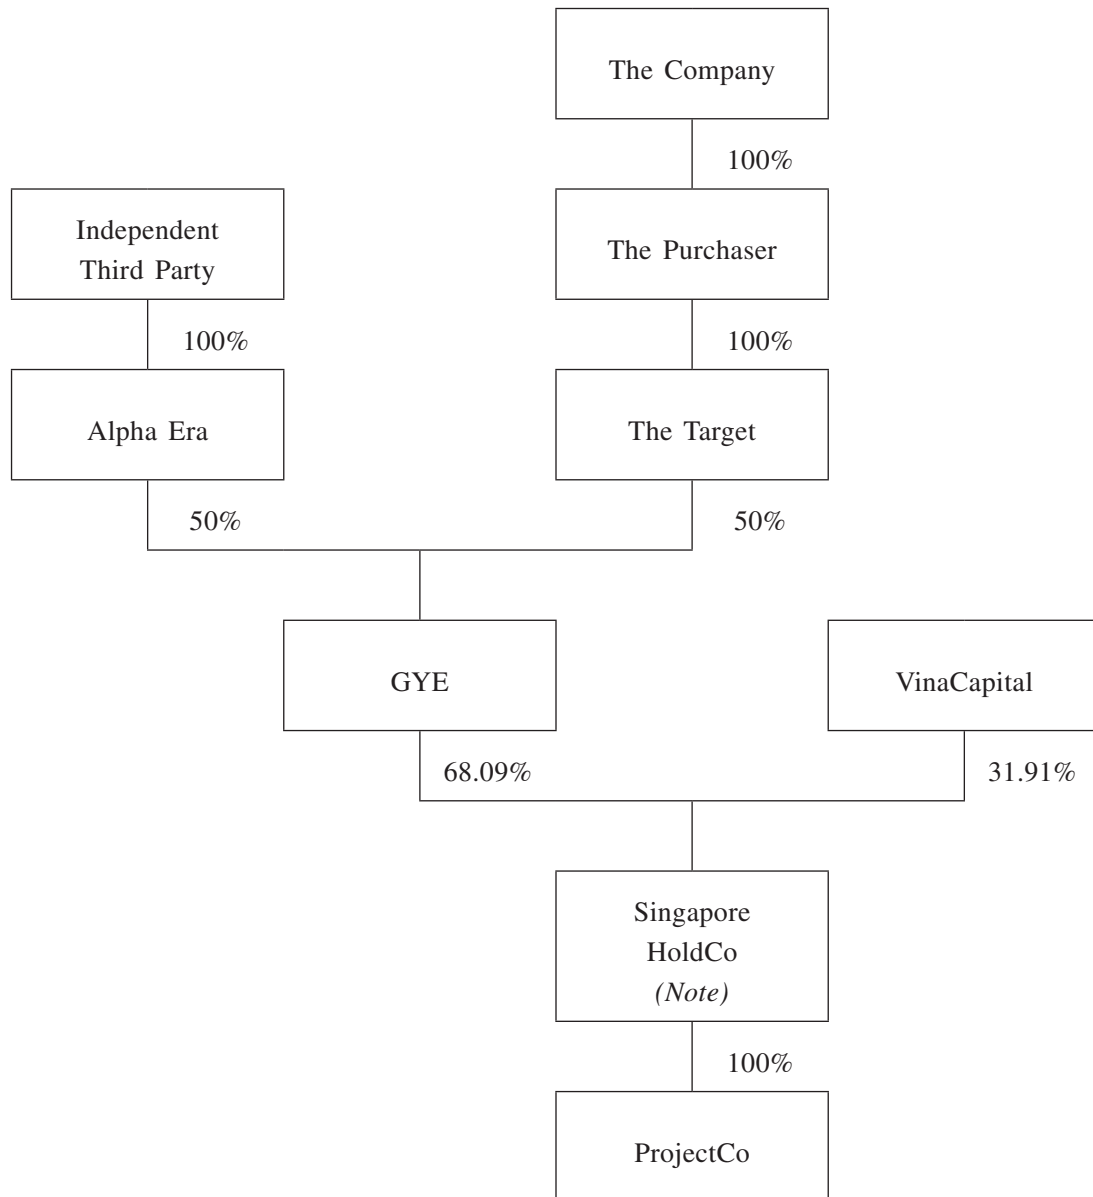 The Company
100%
Independent
Third Party
The Purchaser
100%
100%
Alpha Era
The Target
50%
50%
GYE
VinaCapital
68.09%
31.91%
Singapore
HoldCo
(Note)
100%
ProjectCo